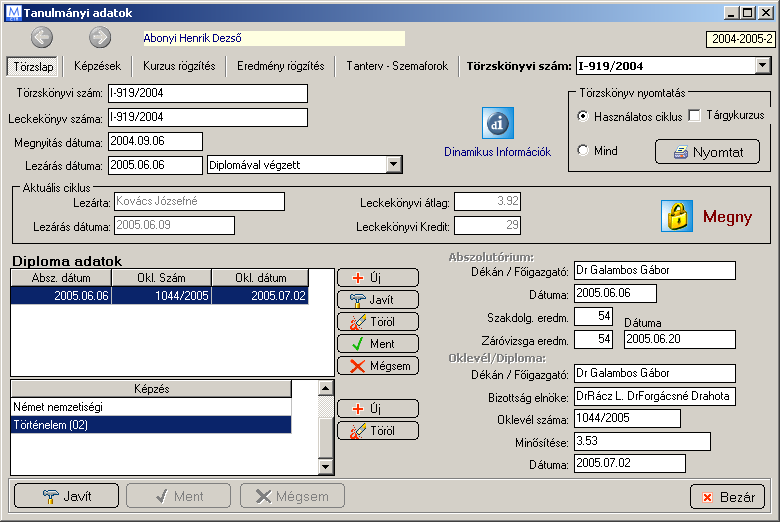 Tanulmányi adatok
Abonyi Henrik Dezső
2004-2005-2
Törzslap Képzések Kurzus rögzítés Eredmény rögzítés Tanterv - Szemaforok Törzskönyvi szám: I-919/2004
Törzskönyvi szám: I-919/2004
Leckekönyv száma: I-919/2004
Megnyitás dátuma: 2004.09.06
Lezárás dátuma: 2005.06.06 Diplomával végzett
Dinamikus Információk
Törzskönyv nyomtatás
Használatos ciklus Tárgykurzus
Mind Nyomtat
Aktuális ciklus
Lezárta: Kovács Józsefné Leckekönyvi átlag: 3.92
Lezárás dátuma: 2005.06.09 Leckekönyvi Kredit: 29
Megny
Diploma adatok
Absz. dátum Okl. Szám Okl. dátum
2005.06.06 1044/2005 2005.07.02
Új
Javít
Töröl
Ment
Mégsem
Képzés
Német nemzetiségi
Történelem (02)
Új
Töröl
Abszolutórium:
Dékán / Főigazgató: Dr Galambos Gábor
Dátuma: 2005.06.06
Szakdolg. eredm. 54 Dátuma
Záróvizsga eredm. 54 2005.06.20
Oklevél/Diploma:
Dékán / Főigazgató: Dr Galambos Gábor
Bizottság elnöke: DrRácz L. DrForgácsné Drahota
Oklevél száma: 1044/2005
Minősítése: 3.53
Dátuma: 2005.07.02
Javít Ment Mégsem Bezár